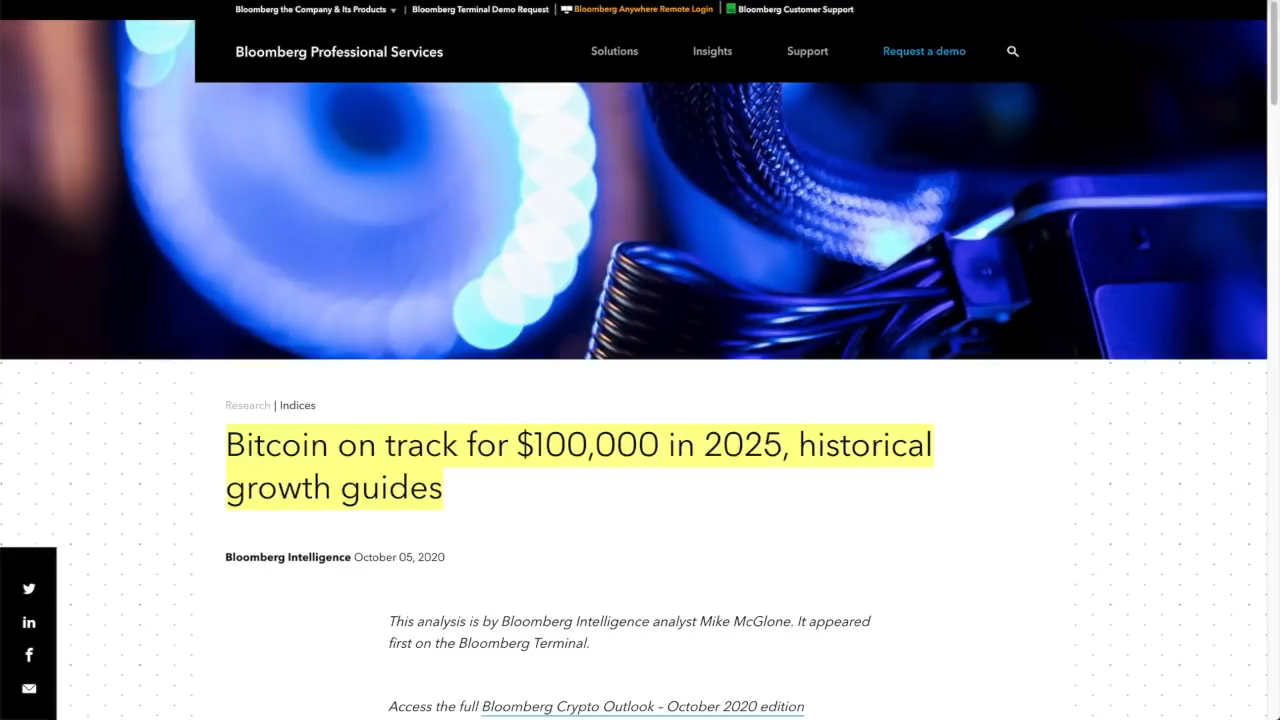 Bloomberg the Company & Its Products | Bloomberg Terminal Demo Request | Bloomberg Anywhere Remote Login | Bloomberg Customer Support
Bloomberg Professional Services Solutions Insights Support Request a demo
Research | Indices
Bitcoin on track for $100,000 in 2025, historical
growth guides
Bloomberg Intelligence October 05, 2020
This analysis is by Bloomberg Intelligence analyst Mike McGlone. It appeared
first on the Bloomberg Terminal.
Access the full Bloomberg Crypto Outlook – October 2020 edition